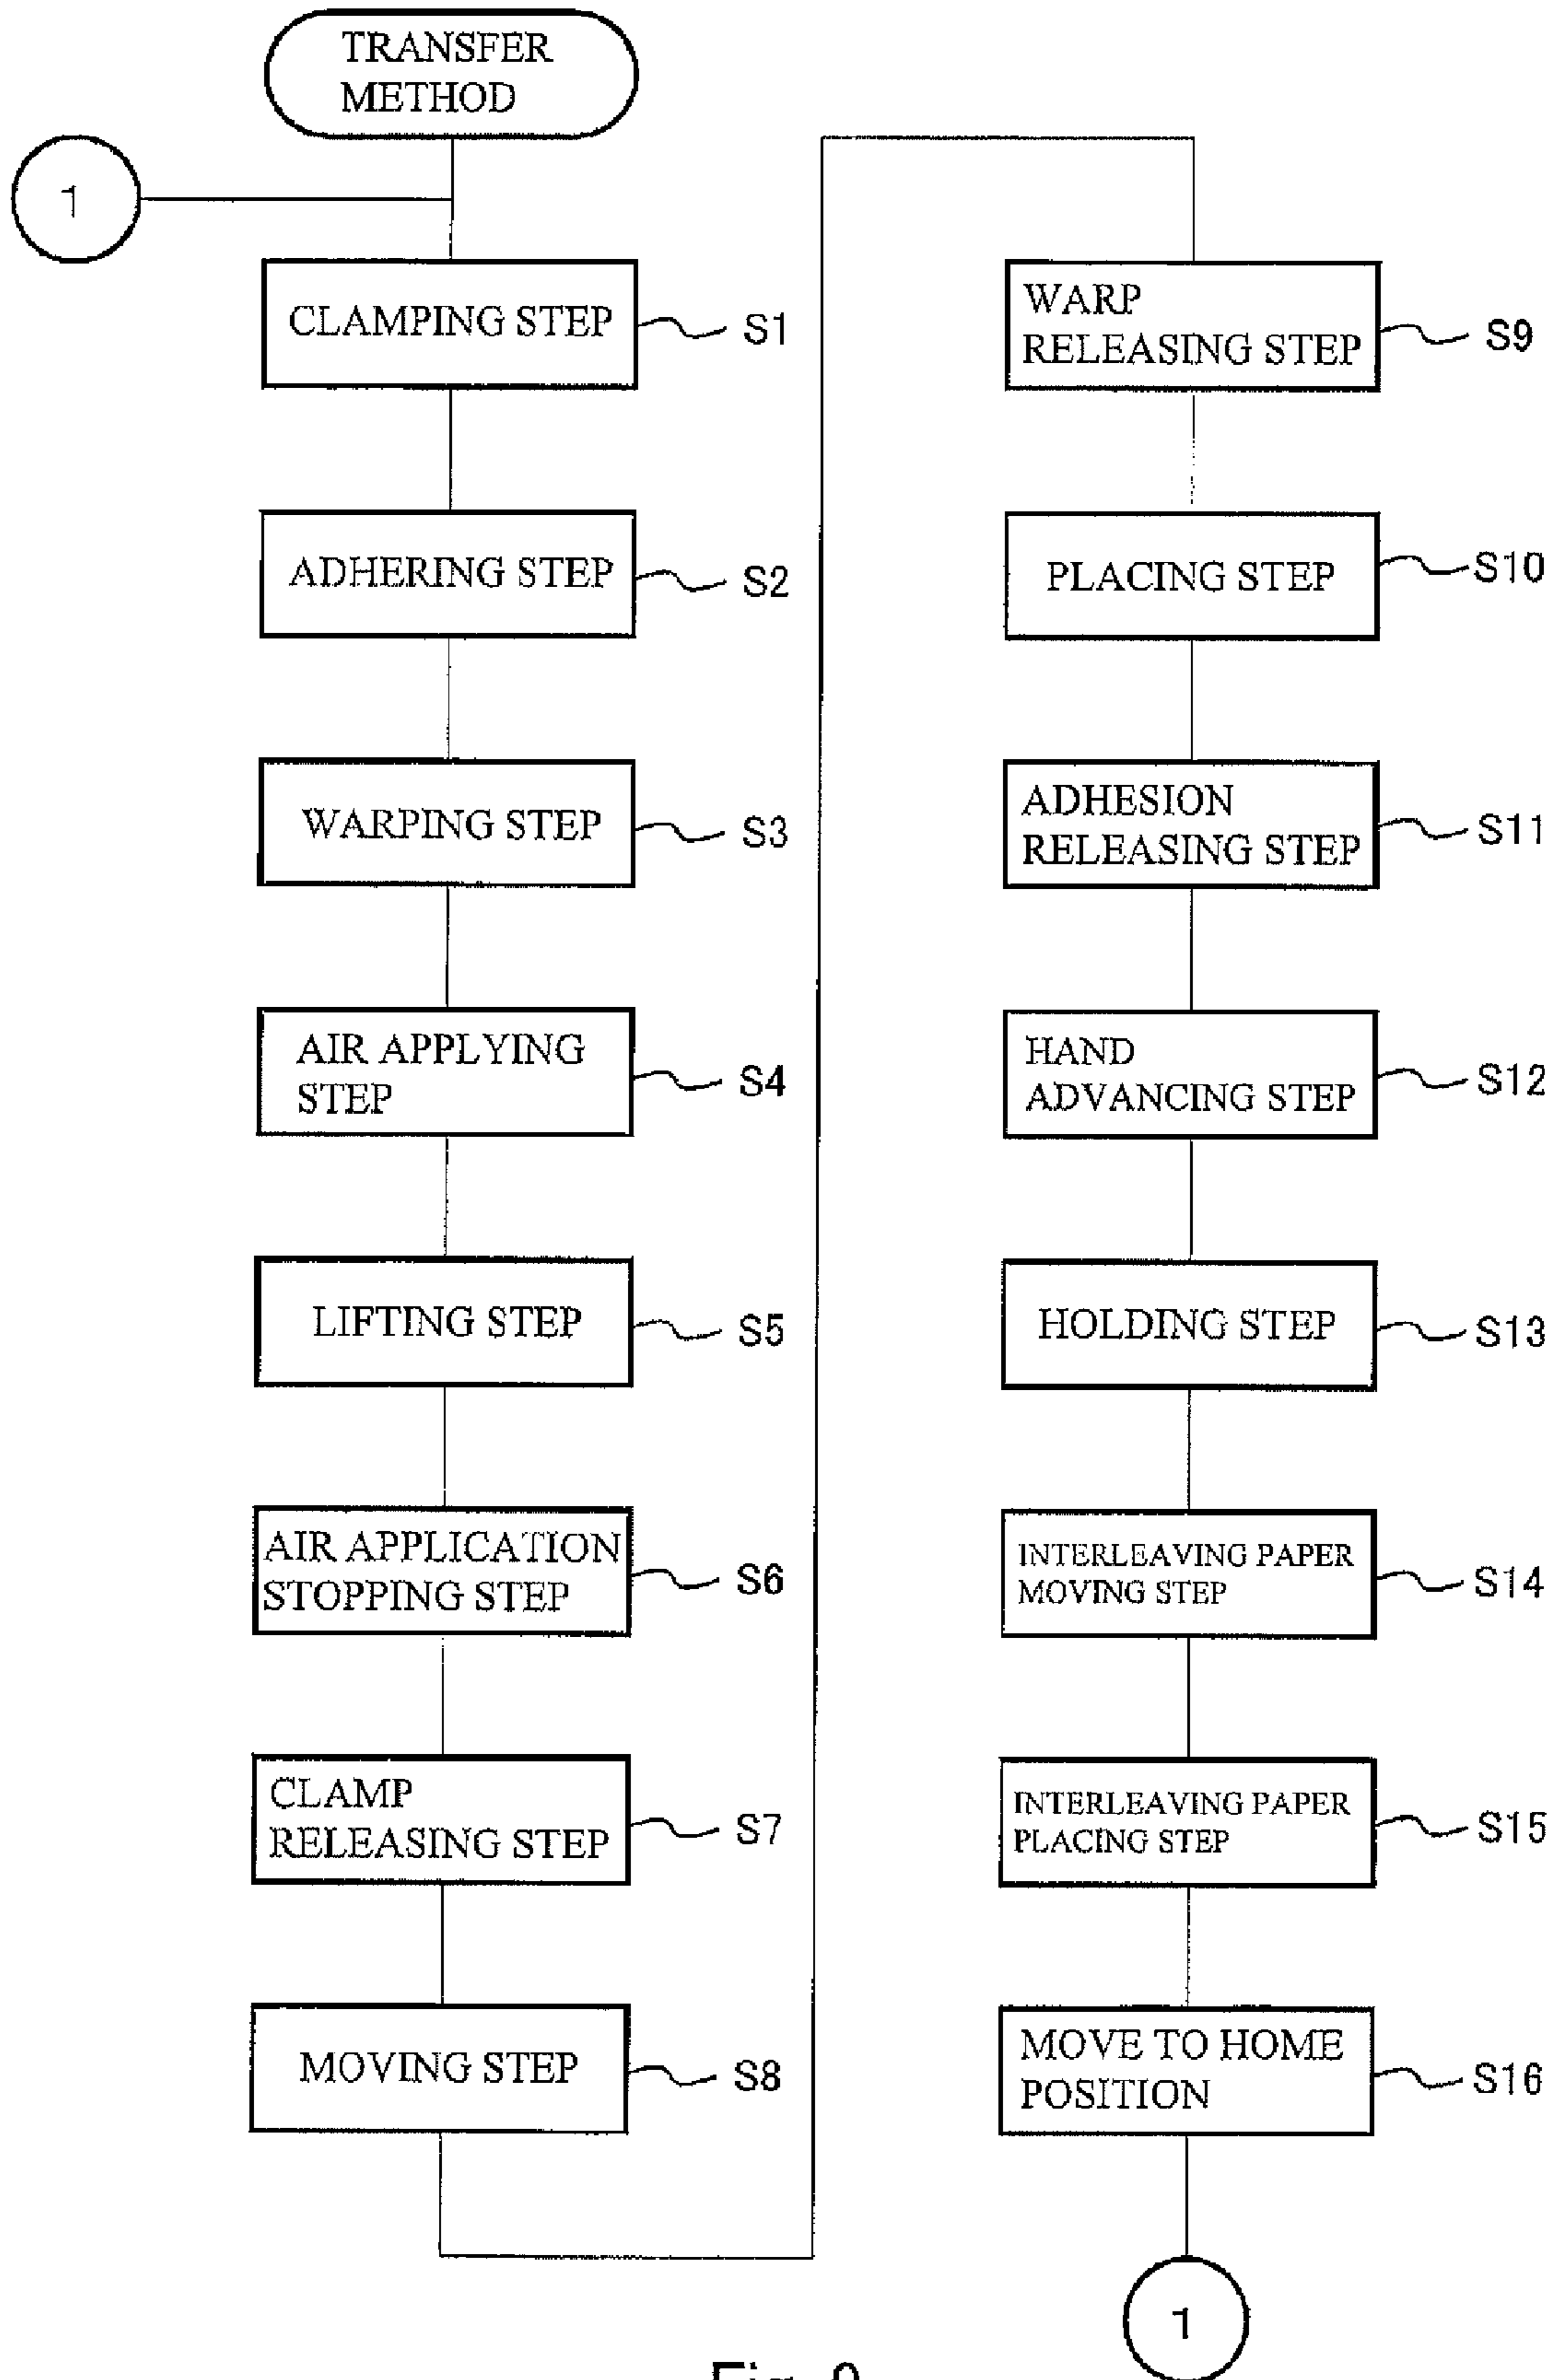 TRANSFER
METHOD
1
CLAMPING STEP
S1
ADHERING STEP
S2
WARPING STEP
S3
AIR APPLYING
STEP
S4
LIFTING STEP
S5
AIR APPLICATION
STOPPING STEP
S6
CLAMP
RELEASING STEP
S7
MOVING STEP
S8
WARP
RELEASING STEP
S9
PLACING STEP
S10
ADHESION
RELEASING STEP
S11
HAND
ADVANCING STEP
S12
HOLDING STEP
S13
INTERLEAVING PAPER
MOVING STEP
S14
INTERLEAVING PAPER
PLACING STEP
S15
MOVE TO HOME
POSITION
S16
1
Fig.